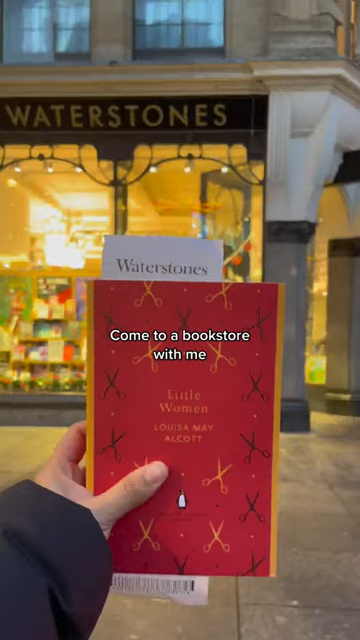 WATERSTONES
Waterstones
Come to a bookstore
with me
Little
Women
LOUISA MAY
ALCOTT